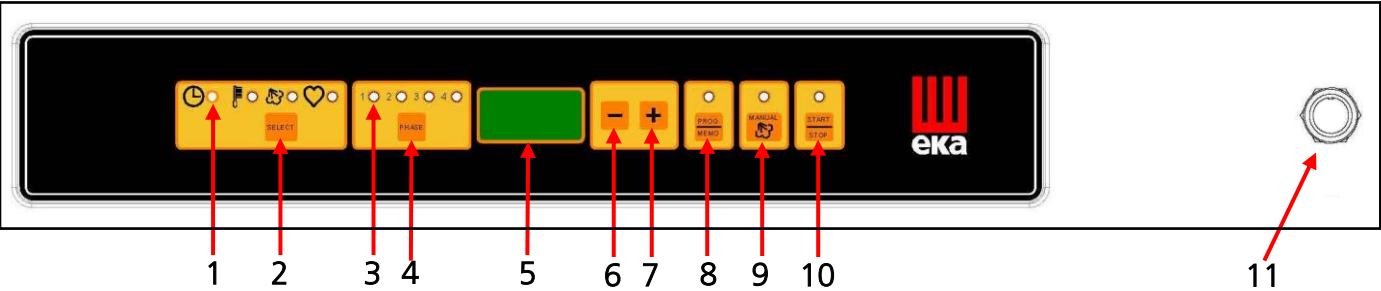 1 2 3 4
SELECT
PHASE
− +
PROG
MEMO
MANUAL
START
STOP
eka
1 2 3 4 5 6 7 8 9 10 11